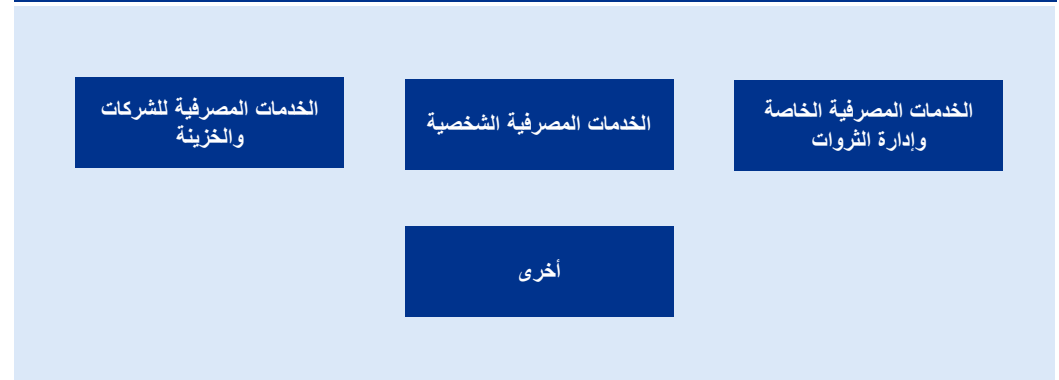 الخدمات المصرفية الخاصة
وإدارة الثروات
الخدمات المصرفية الشخصية
الخدمات المصرفية للشركات
والخزينة
أخرى